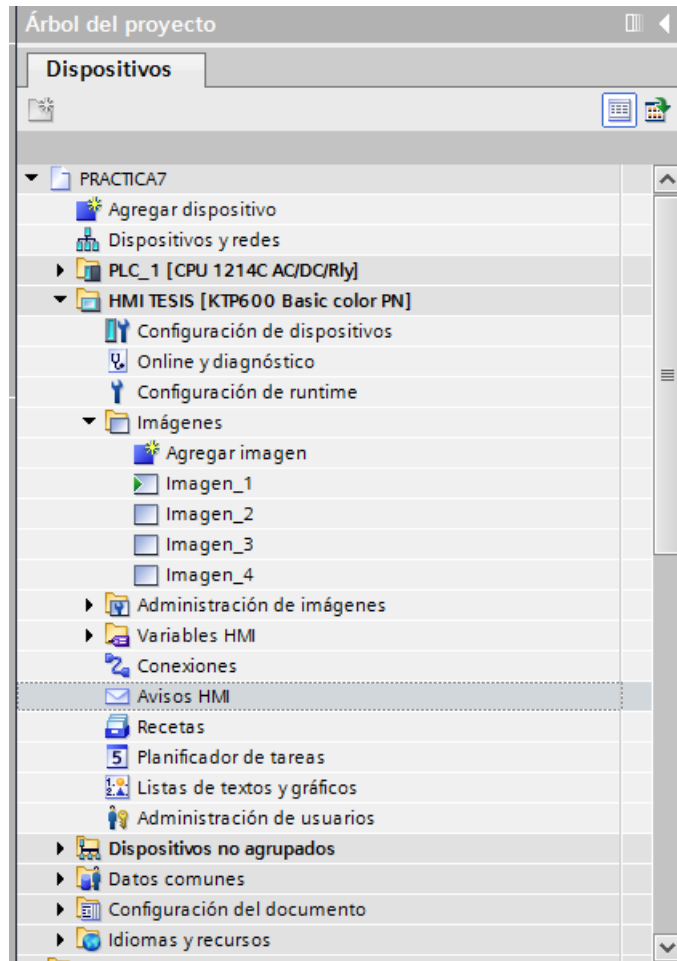 Árbol del proyecto
Dispositivos
PRACTICA7
Agregar dispositivo
Dispositivos y redes
PLC_1 [CPU 1214C AC/DC/Rly]
HMI TESIS [KTP600 Basic color PN]
Configuración de dispositivos
Online y diagnóstico
Configuración de runtime
Imágenes
Agregar imagen
Imagen_1
Imagen_2
Imagen_3
Imagen_4
Administración de imágenes
Variables HMI
Conexiones
Avisos HMI
Recetas
Planificador de tareas
Listas de textos y gráficos
Administración de usuarios
Dispositivos no agrupados
Datos comunes
Configuración del documento
Idiomas y recursos